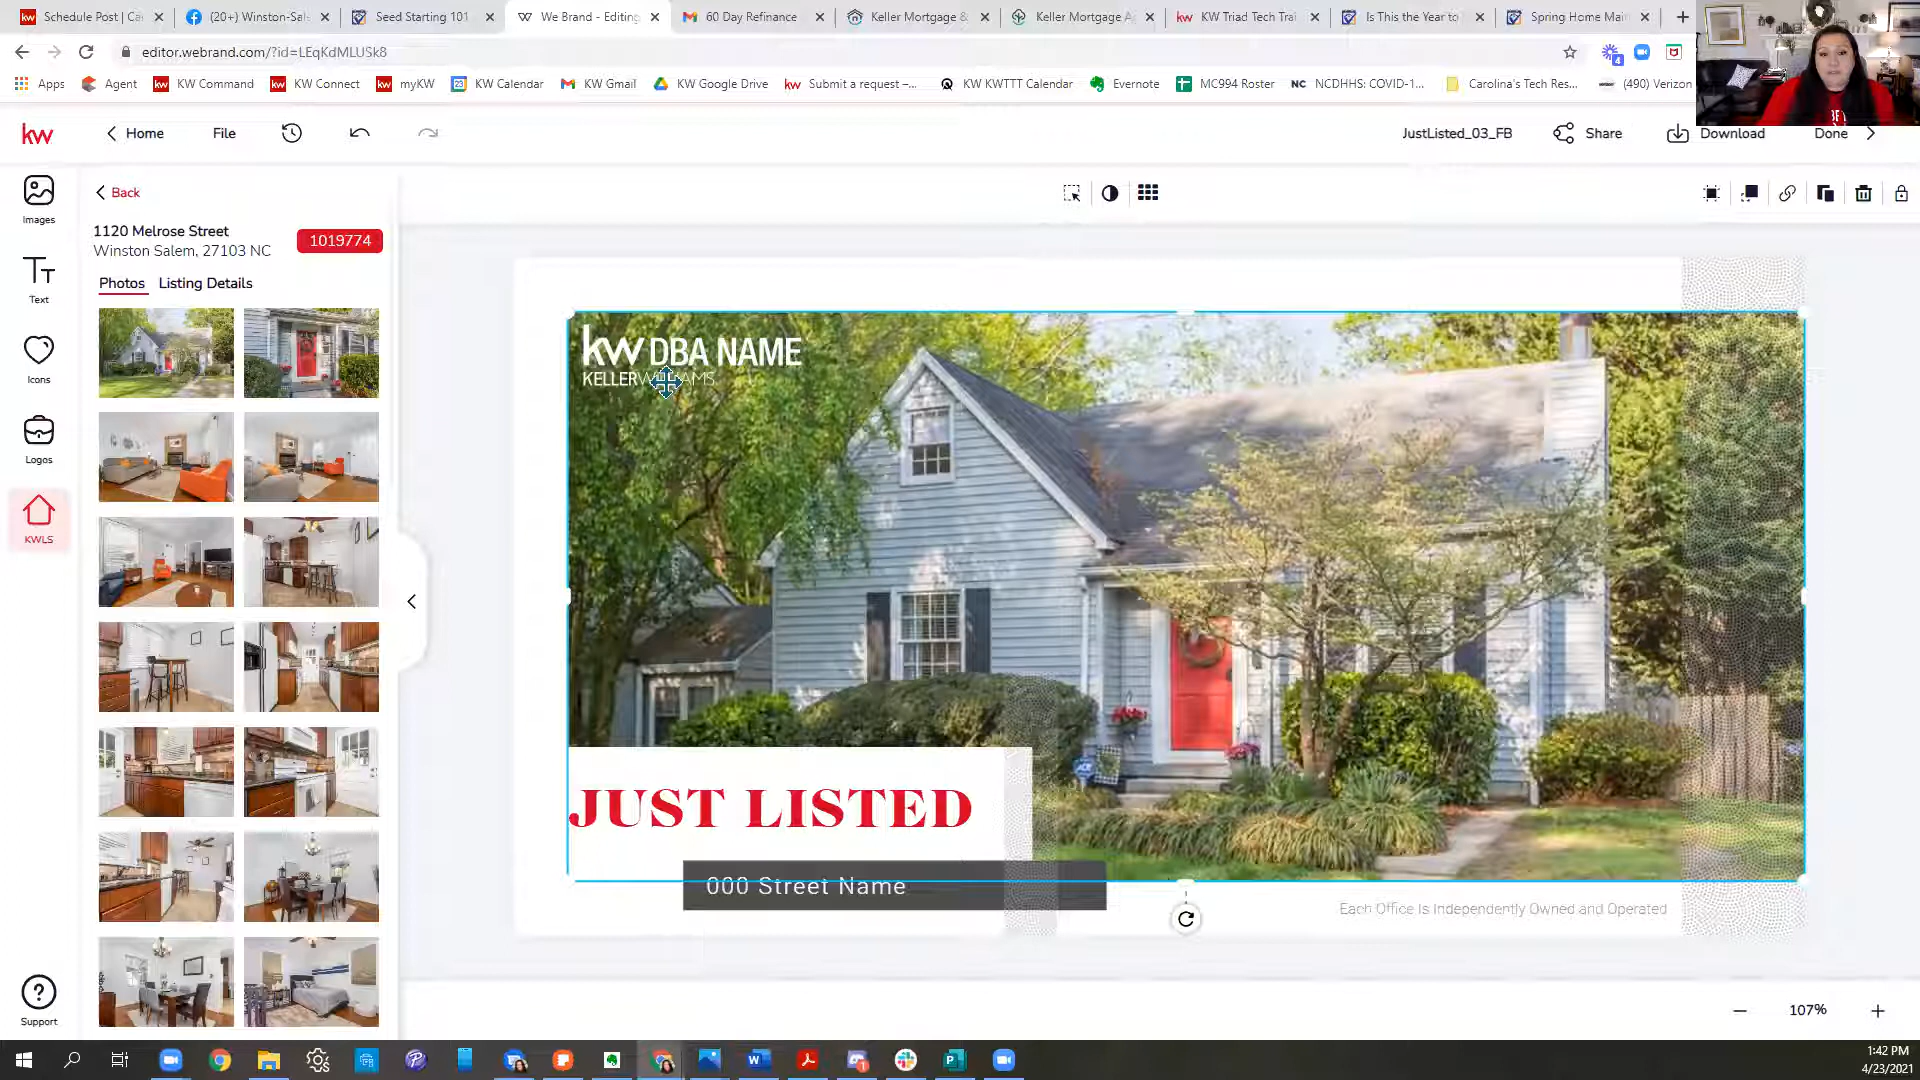 Schedule Post | Ca
(20+) Winston-Sal
Seed Starting 101
We Brand - Editing
60 Day Refinance
Keller Mortgage &
Keller Mortgage A
KW Triad Tech Trai
Is This the Year to
Spring Home Mai
editor.webrand.com/?id=LEqKdMLUSk8
Apps
Agent
KW Command
KW Connect
myKW
KW Calendar
KW Gmail
KW Google Drive
Submit a request –...
KW KWTTT Calendar
Evernote
MC994 Roster
NCDHHS: COVID-1...
Carolina's Tech Res...
(490) Verizon
kw
Home
File
JustListed_03_FB
Share
Download
Done
Images
Text
Icons
Logos
KWLS
Support
Back
1120 Melrose Street
Winston Salem, 27103 NC
1019774
Photos
Listing Details
kw DBA NAME
KELLERWILLIAMS
JUST LISTED
000 Street Name
Each Office Is Independently Owned and Operated
107%
1:42 PM
4/23/2021